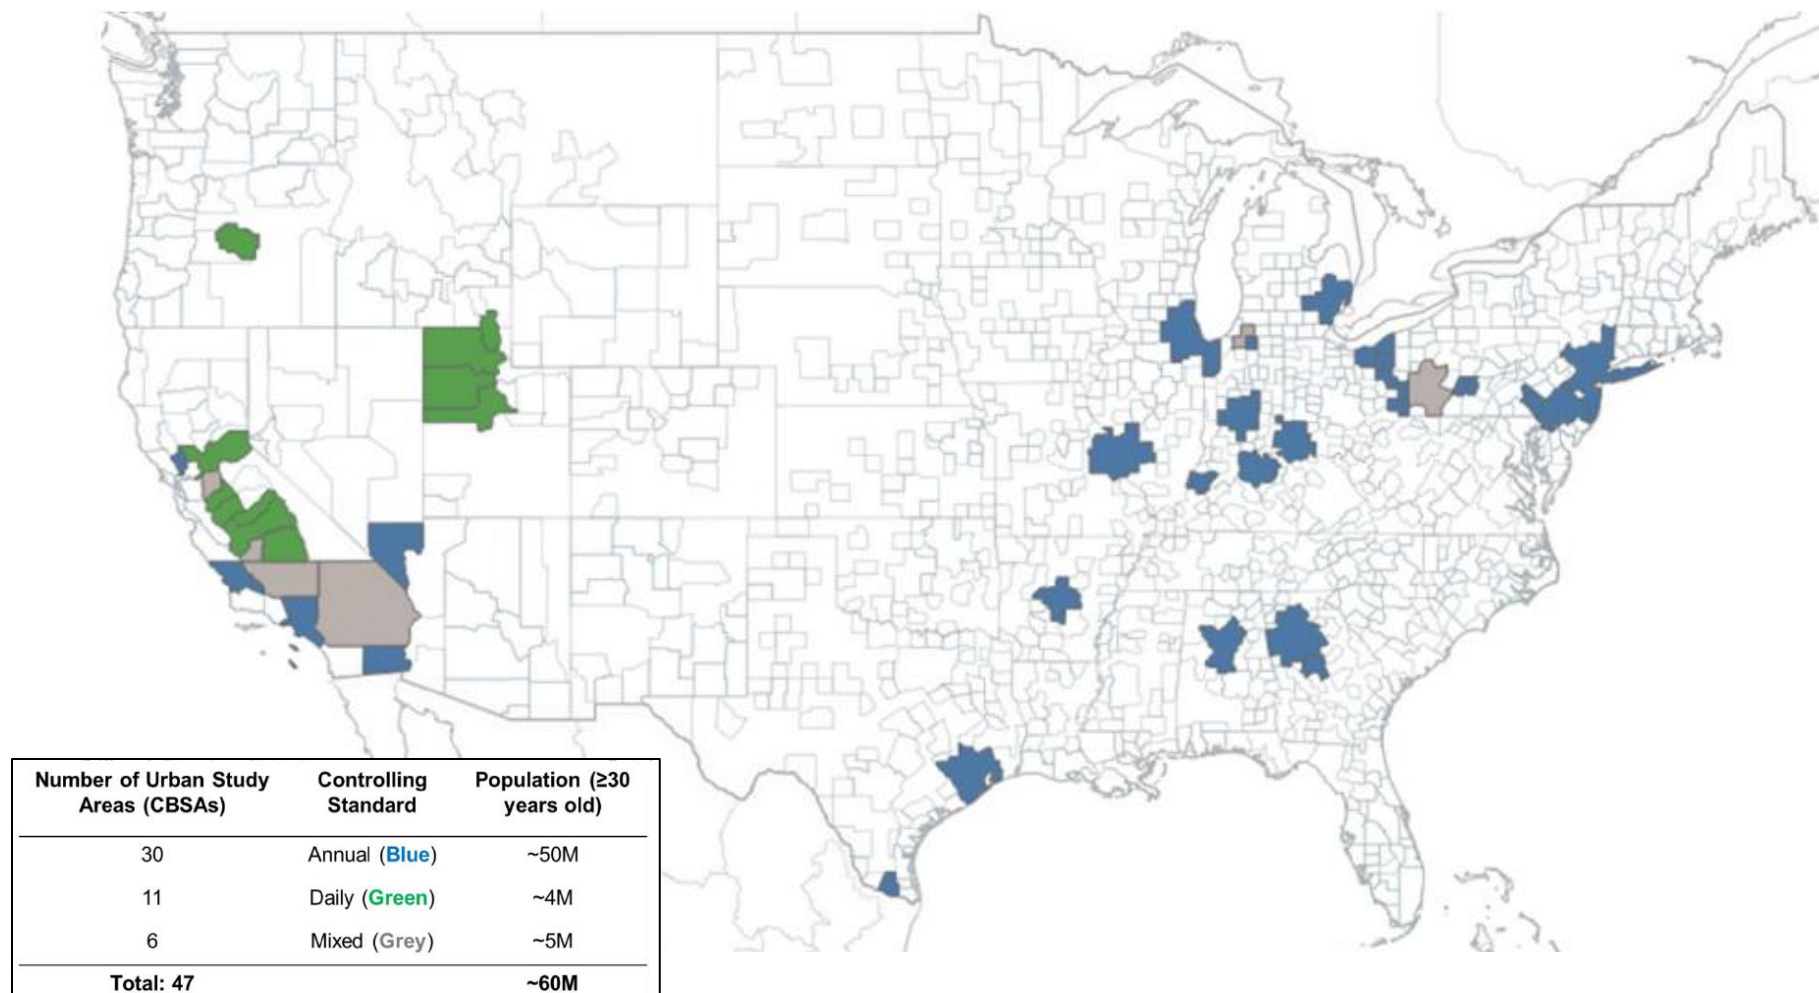 Number of Urban Study Areas (CBSAs) Controlling Standard Population (≥30 years old)
30 Annual (Blue) ~50M
11 Daily (Green) ~4M
6 Mixed (Grey) ~5M
Total: 47 ~60M